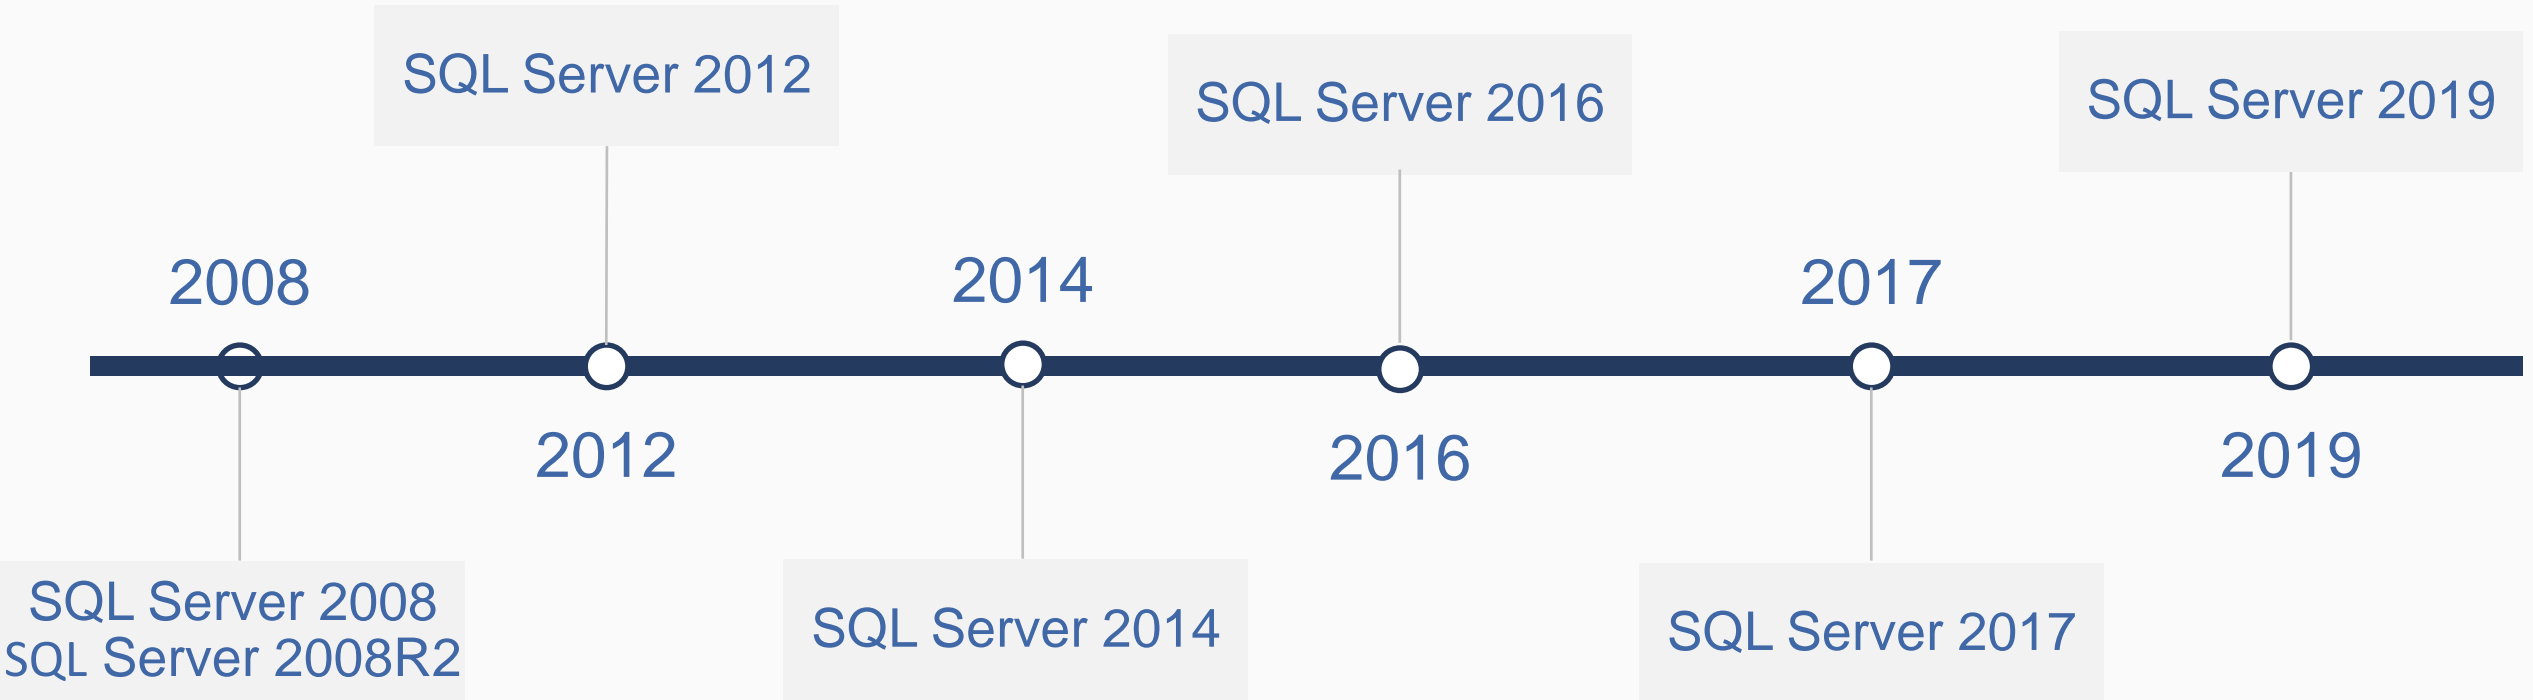 SQL Server 2012
SQL Server 2016
SQL Server 2019
2008
2014
2017
2012
2016
2019
SQL Server 2008
SQL Server 2008R2
SQL Server 2014
SQL Server 2017